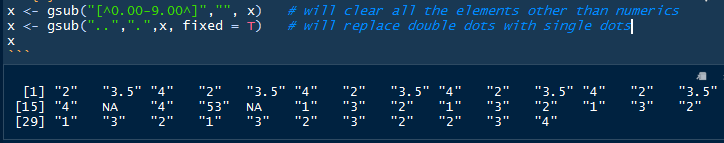 x <- gsub("[^0.00-9.00^]","", x)   # will clear all the elements other than numerics
x <- gsub("..",".",x, fixed = T)   # will replace double dots with single dots
x
```
[1] "2"   "3.5" "4"   "2"   "3.5" "4"   "2"   "3.5" "4"   "2"   "3.5" "4"   "2"   "3.5"
[15] "4"   NA    "4"   "53"  NA    "1"   "3"   "2"   "1"   "3"   "2"   "1"   "3"   "2"
[29] "1"   "3"   "2"   "1"   "3"   "2"   "3"   "2"   "2"   "3"   "4"